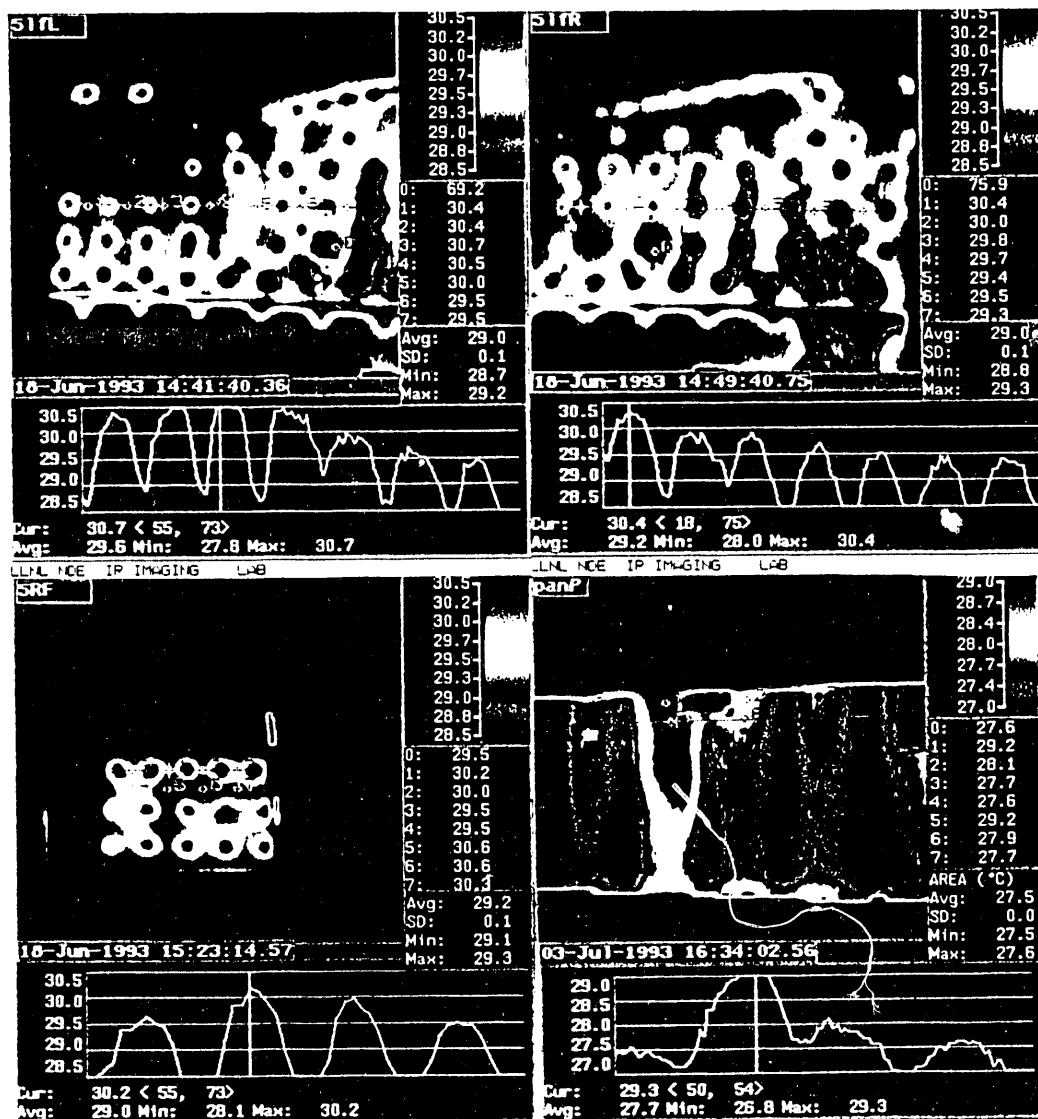 51fL
30.5
30.2
30.0
29.7
29.5
29.3
29.0
28.8
28.5
0: 69.2
1: 30.4
2: 30.4
3: 30.7
4: 30.5
5: 30.0
6: 29.5
7: 29.5
Avg: 29.0
SD: 0.1
Min: 28.7
Max: 29.2
18-Jun-1993 14:41:40.36
30.5
30.0
29.5
29.0
28.5
Cur: 30.7 < 55, 73>
Avg: 29.6 Min: 27.8 Max: 30.7
51fR
30.5
30.2
30.0
29.7
29.5
29.3
29.0
28.8
28.5
0: 75.9
1: 30.4
2: 30.0
3: 29.8
4: 29.7
5: 29.4
6: 29.5
7: 29.3
Avg: 29.0
SD: 0.1
Min: 28.8
Max: 29.3
18-Jun-1993 14:49:40.75
30.5
30.0
29.5
29.0
28.5
Cur: 30.4 < 18, 75>
Avg: 29.2 Min: 28.0 Max: 30.4
LLNL NDE IR IMAGING LAB
5RF
30.5
30.2
30.0
29.7
29.5
29.3
29.0
28.8
28.5
0: 29.5
1: 30.2
2: 30.0
3: 29.5
4: 29.5
5: 30.6
6: 30.6
7: 30.3
Avg: 29.2
SD: 0.1
Min: 29.1
Max: 29.3
18-Jun-1993 15:23:14.57
30.5
30.0
29.5
29.0
28.5
Cur: 30.2 < 55, 73>
Avg: 29.0 Min: 28.1 Max: 30.2
LLNL NDE IR IMAGING LAB
panP
29.0
28.7
28.4
28.0
27.7
27.4
27.0
0: 27.6
1: 29.2
2: 28.1
3: 27.7
4: 27.6
5: 29.2
6: 27.9
7: 27.7
AREA (°C)
Avg: 27.5
SD: 0.0
Min: 27.5
Max: 27.6
03-Jul-1993 16:34:02.56
29.0
28.5
28.0
27.5
27.0
Cur: 29.3 < 50, 54>
Avg: 27.7 Min: 26.8 Max: 29.3